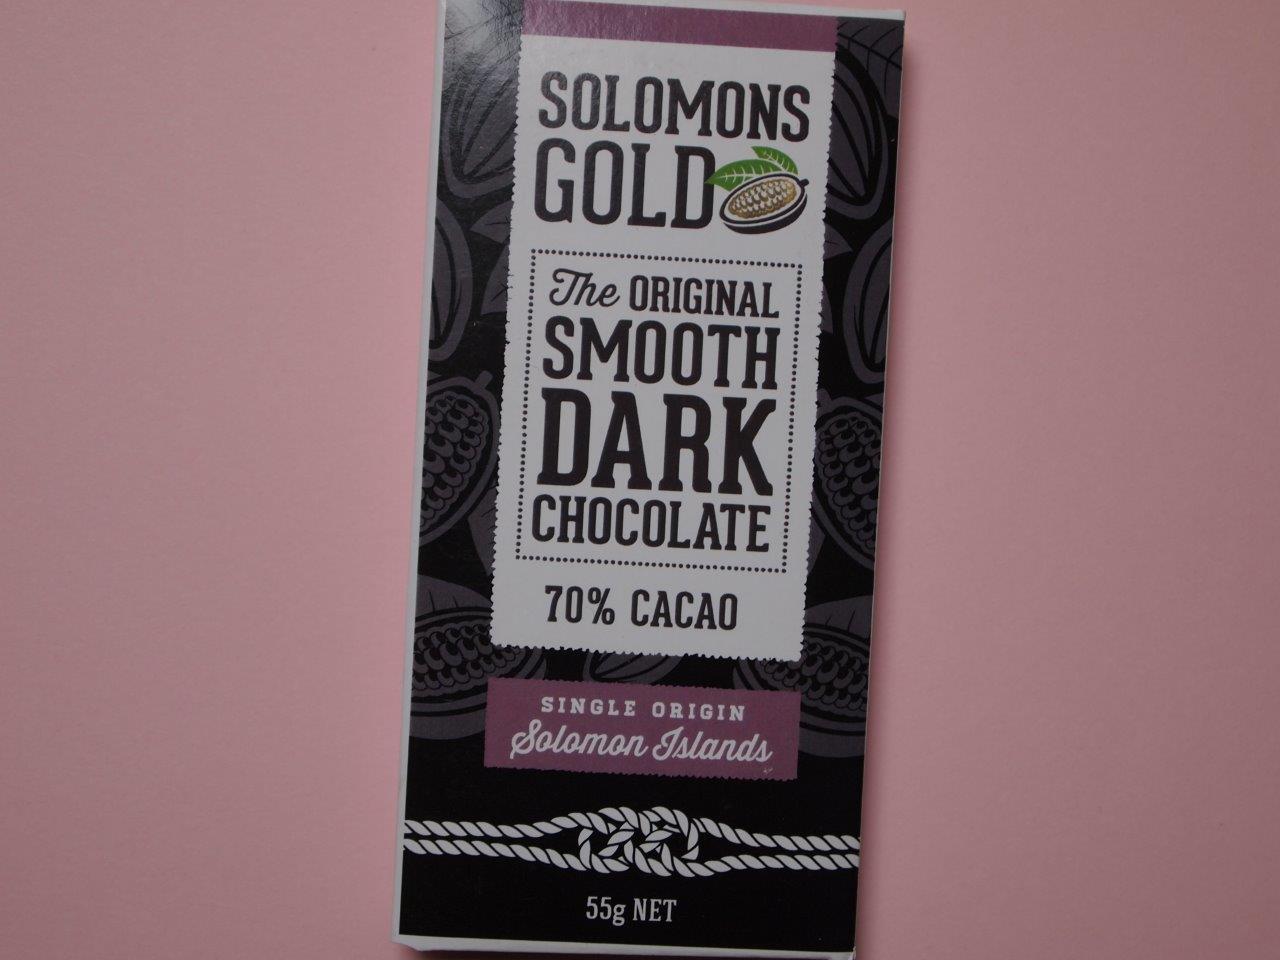 SOLOMONS
GOLD
The ORIGINAL
SMOOTH
DARK
CHOCOLATE
70% CACAO
SINGLE ORIGIN
Solomon Islands
55g NET